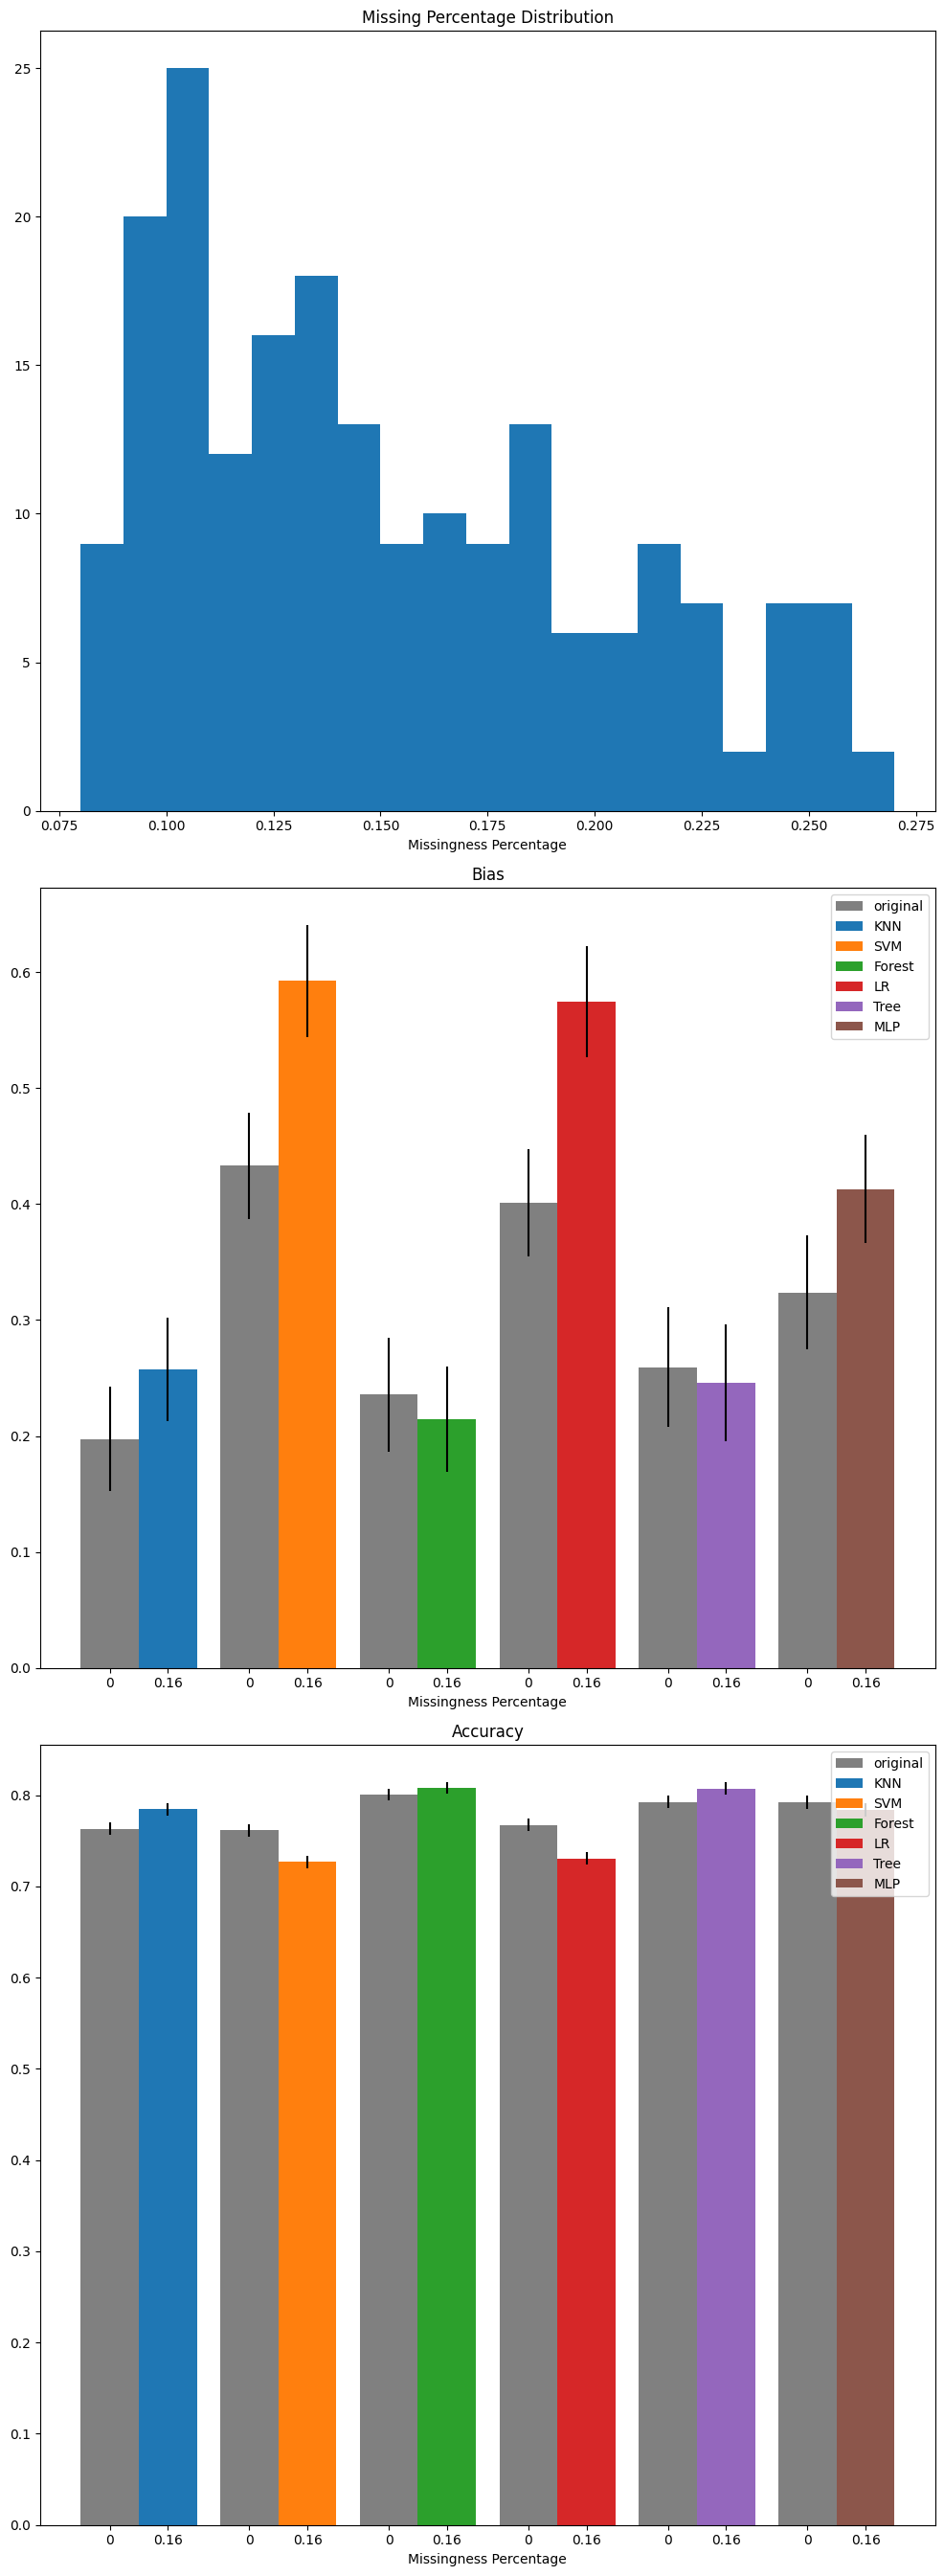 Missing Percentage Distribution
25
20
15
10
5
0
0.075 0.100 0.125 0.150 0.175 0.200 0.225 0.250 0.275
Missingness Percentage
Bias
original
KNN
SVM
Forest
LR
Tree
MLP
0.6
0.5
0.4
0.3
0.2
0.1
0.0
0 0.16 0 0.16 0 0.16 0 0.16 0 0.16 0 0.16
Missingness Percentage
Accuracy
original
KNN
SVM
Forest
LR
Tree
MLP
0.8
0.7
0.6
0.5
0.4
0.3
0.2
0.1
0.0
0 0.16 0 0.16 0 0.16 0 0.16 0 0.16 0 0.16
Missingness Percentage